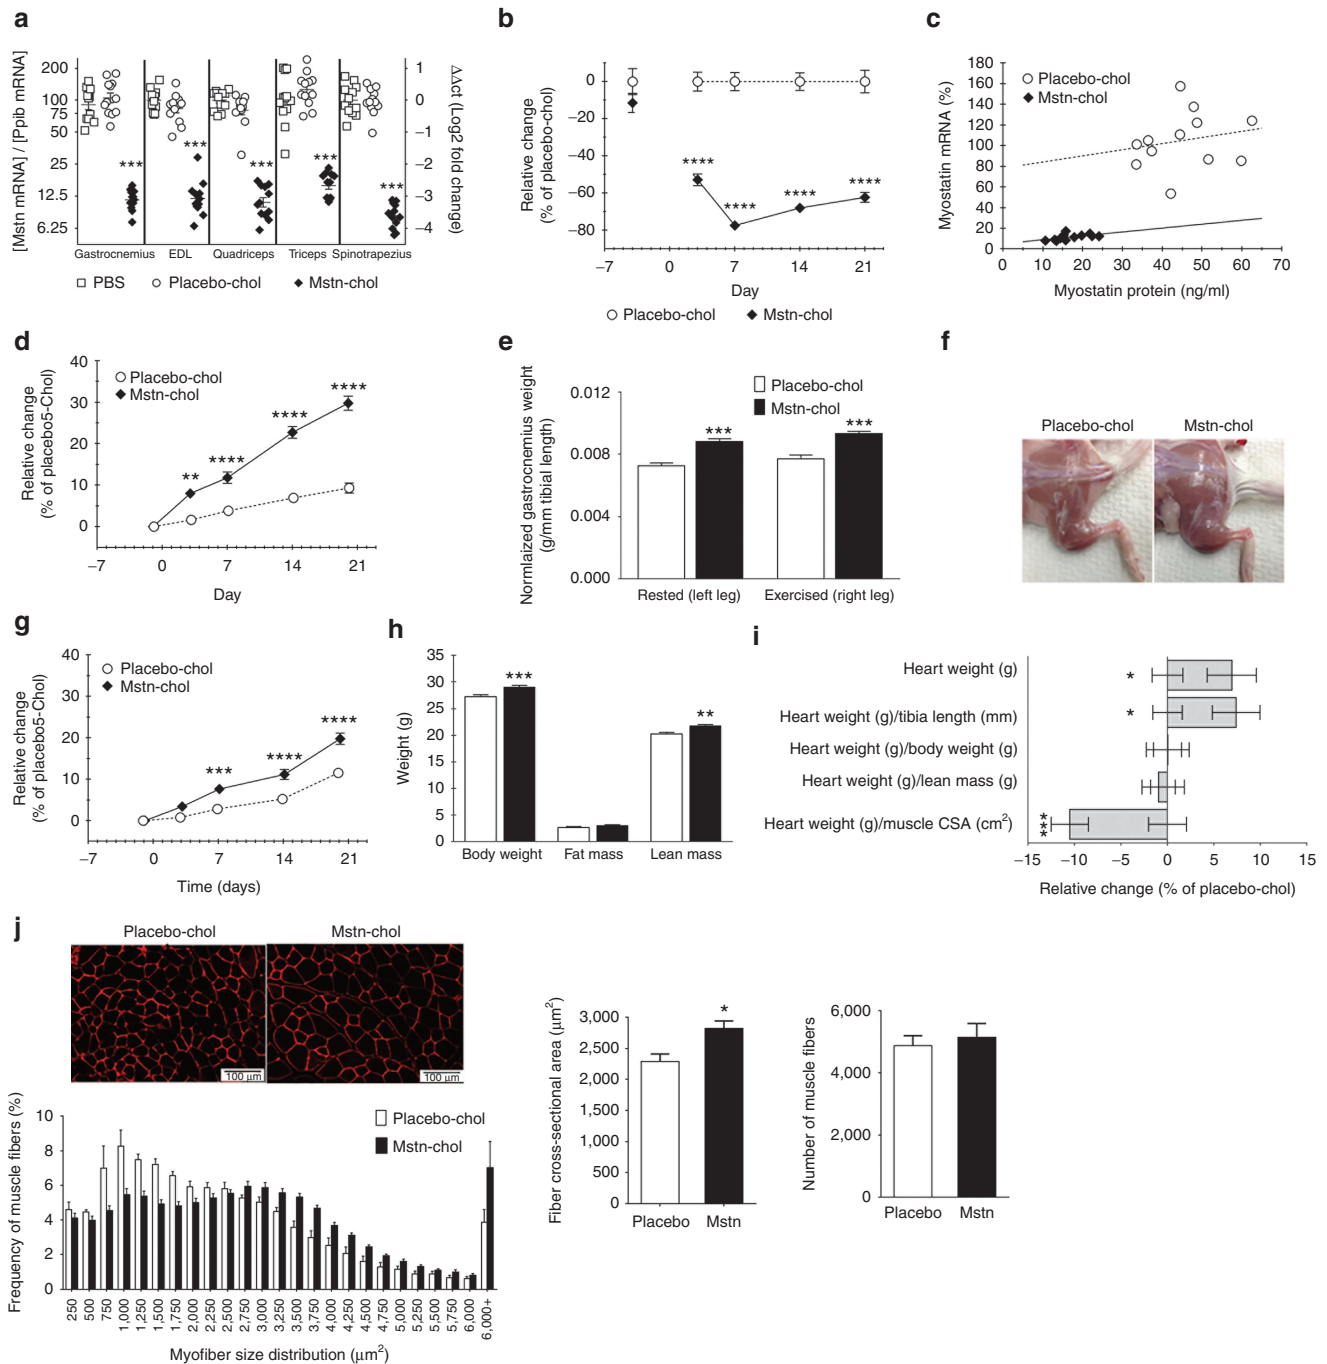 a
[Mstn mRNA] / [Ppib mRNA]
200
100
75
50
25
12.5
6.25
1
0
−1
−2
−3
−4
ΔΔct (Log2 fold change)
***
***
***
***
***
Gastrocnemius
EDL
Quadriceps
Triceps
Spinotrapezius
PBS
Placebo-chol
Mstn-chol
b
Relative change
(% of placebo-chol)
0
−20
−40
−60
−80
****
****
****
****
−7
0
7
14
21
Day
Placebo-chol
Mstn-chol
c
Myostatin mRNA (%)
180
160
140
120
100
80
60
40
20
0
Placebo-chol
Mstn-chol
0
10
20
30
40
50
60
70
Myostatin protein (ng/ml)
d
Relative change
(% of placebo5-Chol)
40
30
20
10
0
Placebo-chol
Mstn-chol
**
****
****
****
−7
0
7
14
21
Day
e
Normlaized gastrocnemius weight
(g/mm tibial length)
0.012
0.008
0.004
0.000
Placebo-chol
Mstn-chol
***
***
Rested (left leg)
Exercised (right leg)
f
Placebo-chol
Mstn-chol
g
Relative change
(% of placebo5-Chol)
40
30
20
10
0
Placebo-chol
Mstn-chol
***
****
****
−7
0
7
14
21
Time (days)
h
Weight (g)
35
30
25
20
15
10
5
0
***
**
Body weight
Fat mass
Lean mass
i
Heart weight (g)
*
Heart weight (g)/tibia length (mm)
*
Heart weight (g)/body weight (g)
Heart weight (g)/lean mass (g)
Heart weight (g)/muscle CSA (cm²)
***
−15
−10
−5
0
5
10
15
Relative change (% of placebo-chol)
j
Placebo-chol
Mstn-chol
100 µm
100 µm
Frequency of muscle fibers (%)
10
8
6
4
2
0
Placebo-chol
Mstn-chol
250
500
750
1,000
1,250
1,500
1,750
2,000
2,250
2,500
2,750
3,000
3,250
3,500
3,750
4,000
4,250
4,500
4,750
5,000
5,250
5,500
5,750
6,000
6,000+
Myofiber size distribution (µm²)
Fiber cross-sectional area (µm²)
3,000
2,500
2,000
1,500
1,000
500
0
*
Placebo
Mstn
Number of muscle fibers
6,000
4,000
2,000
0
Placebo
Mstn